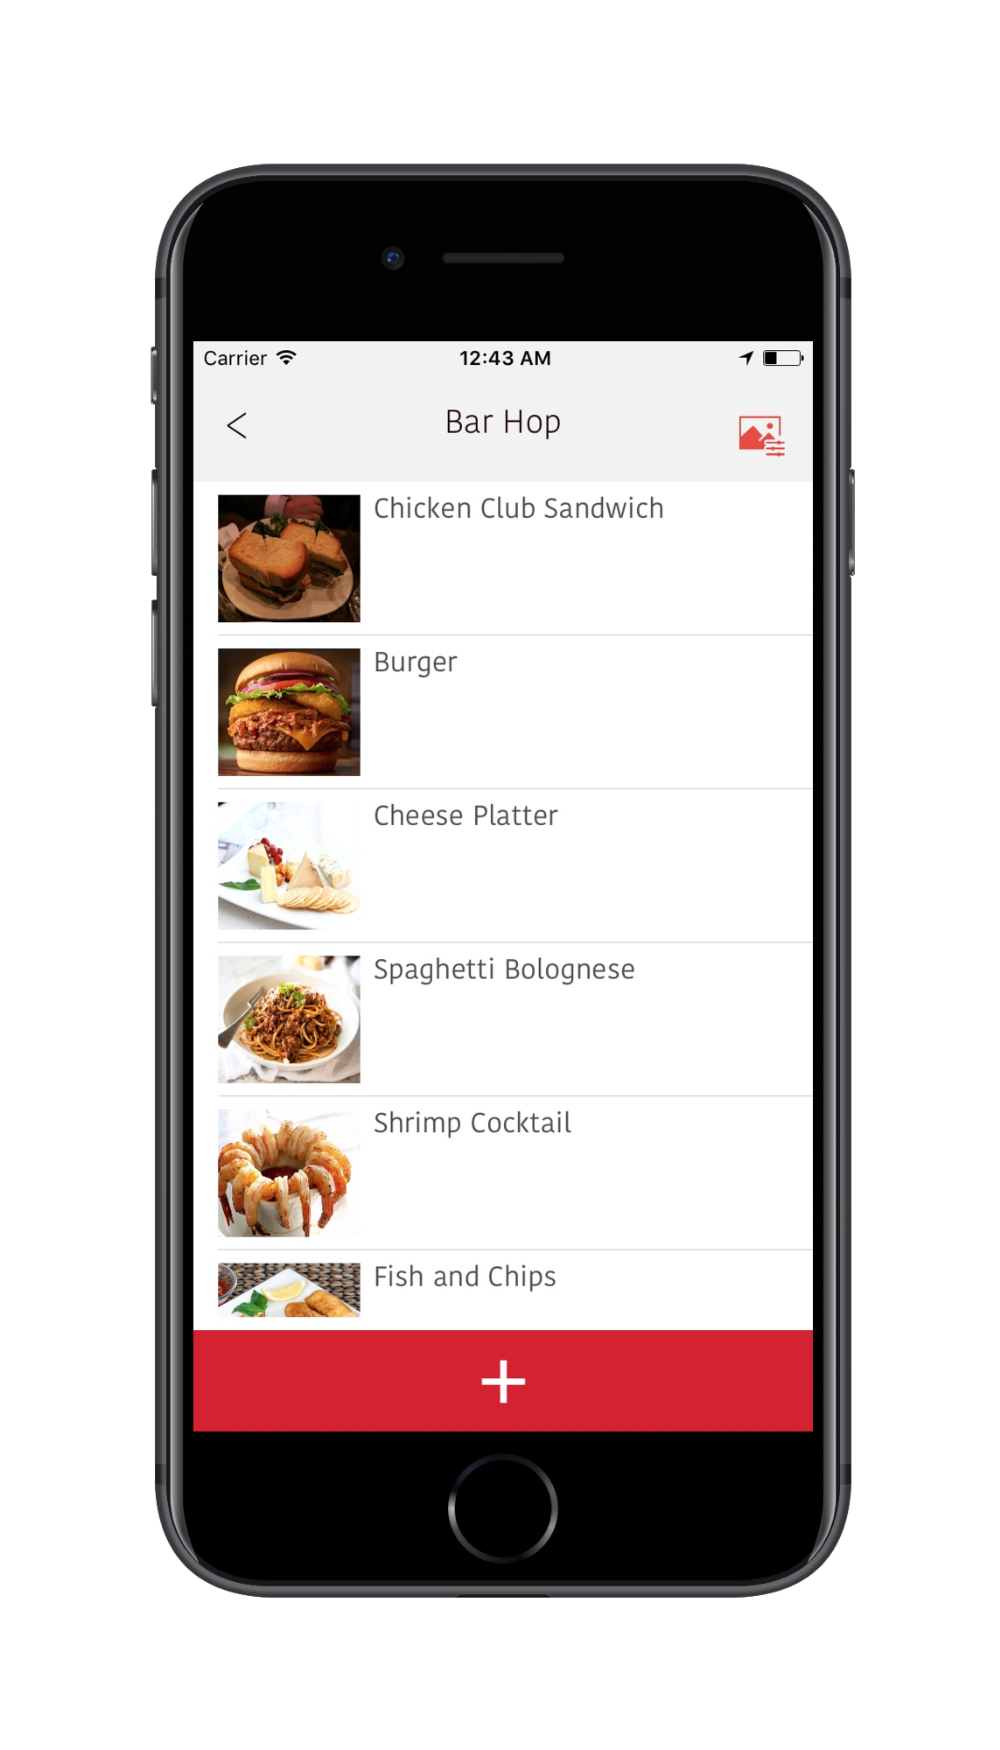 Carrier 12:43 AM
Bar Hop
Chicken Club Sandwich
Burger
Cheese Platter
Spaghetti Bolognese
Shrimp Cocktail
Fish and Chips